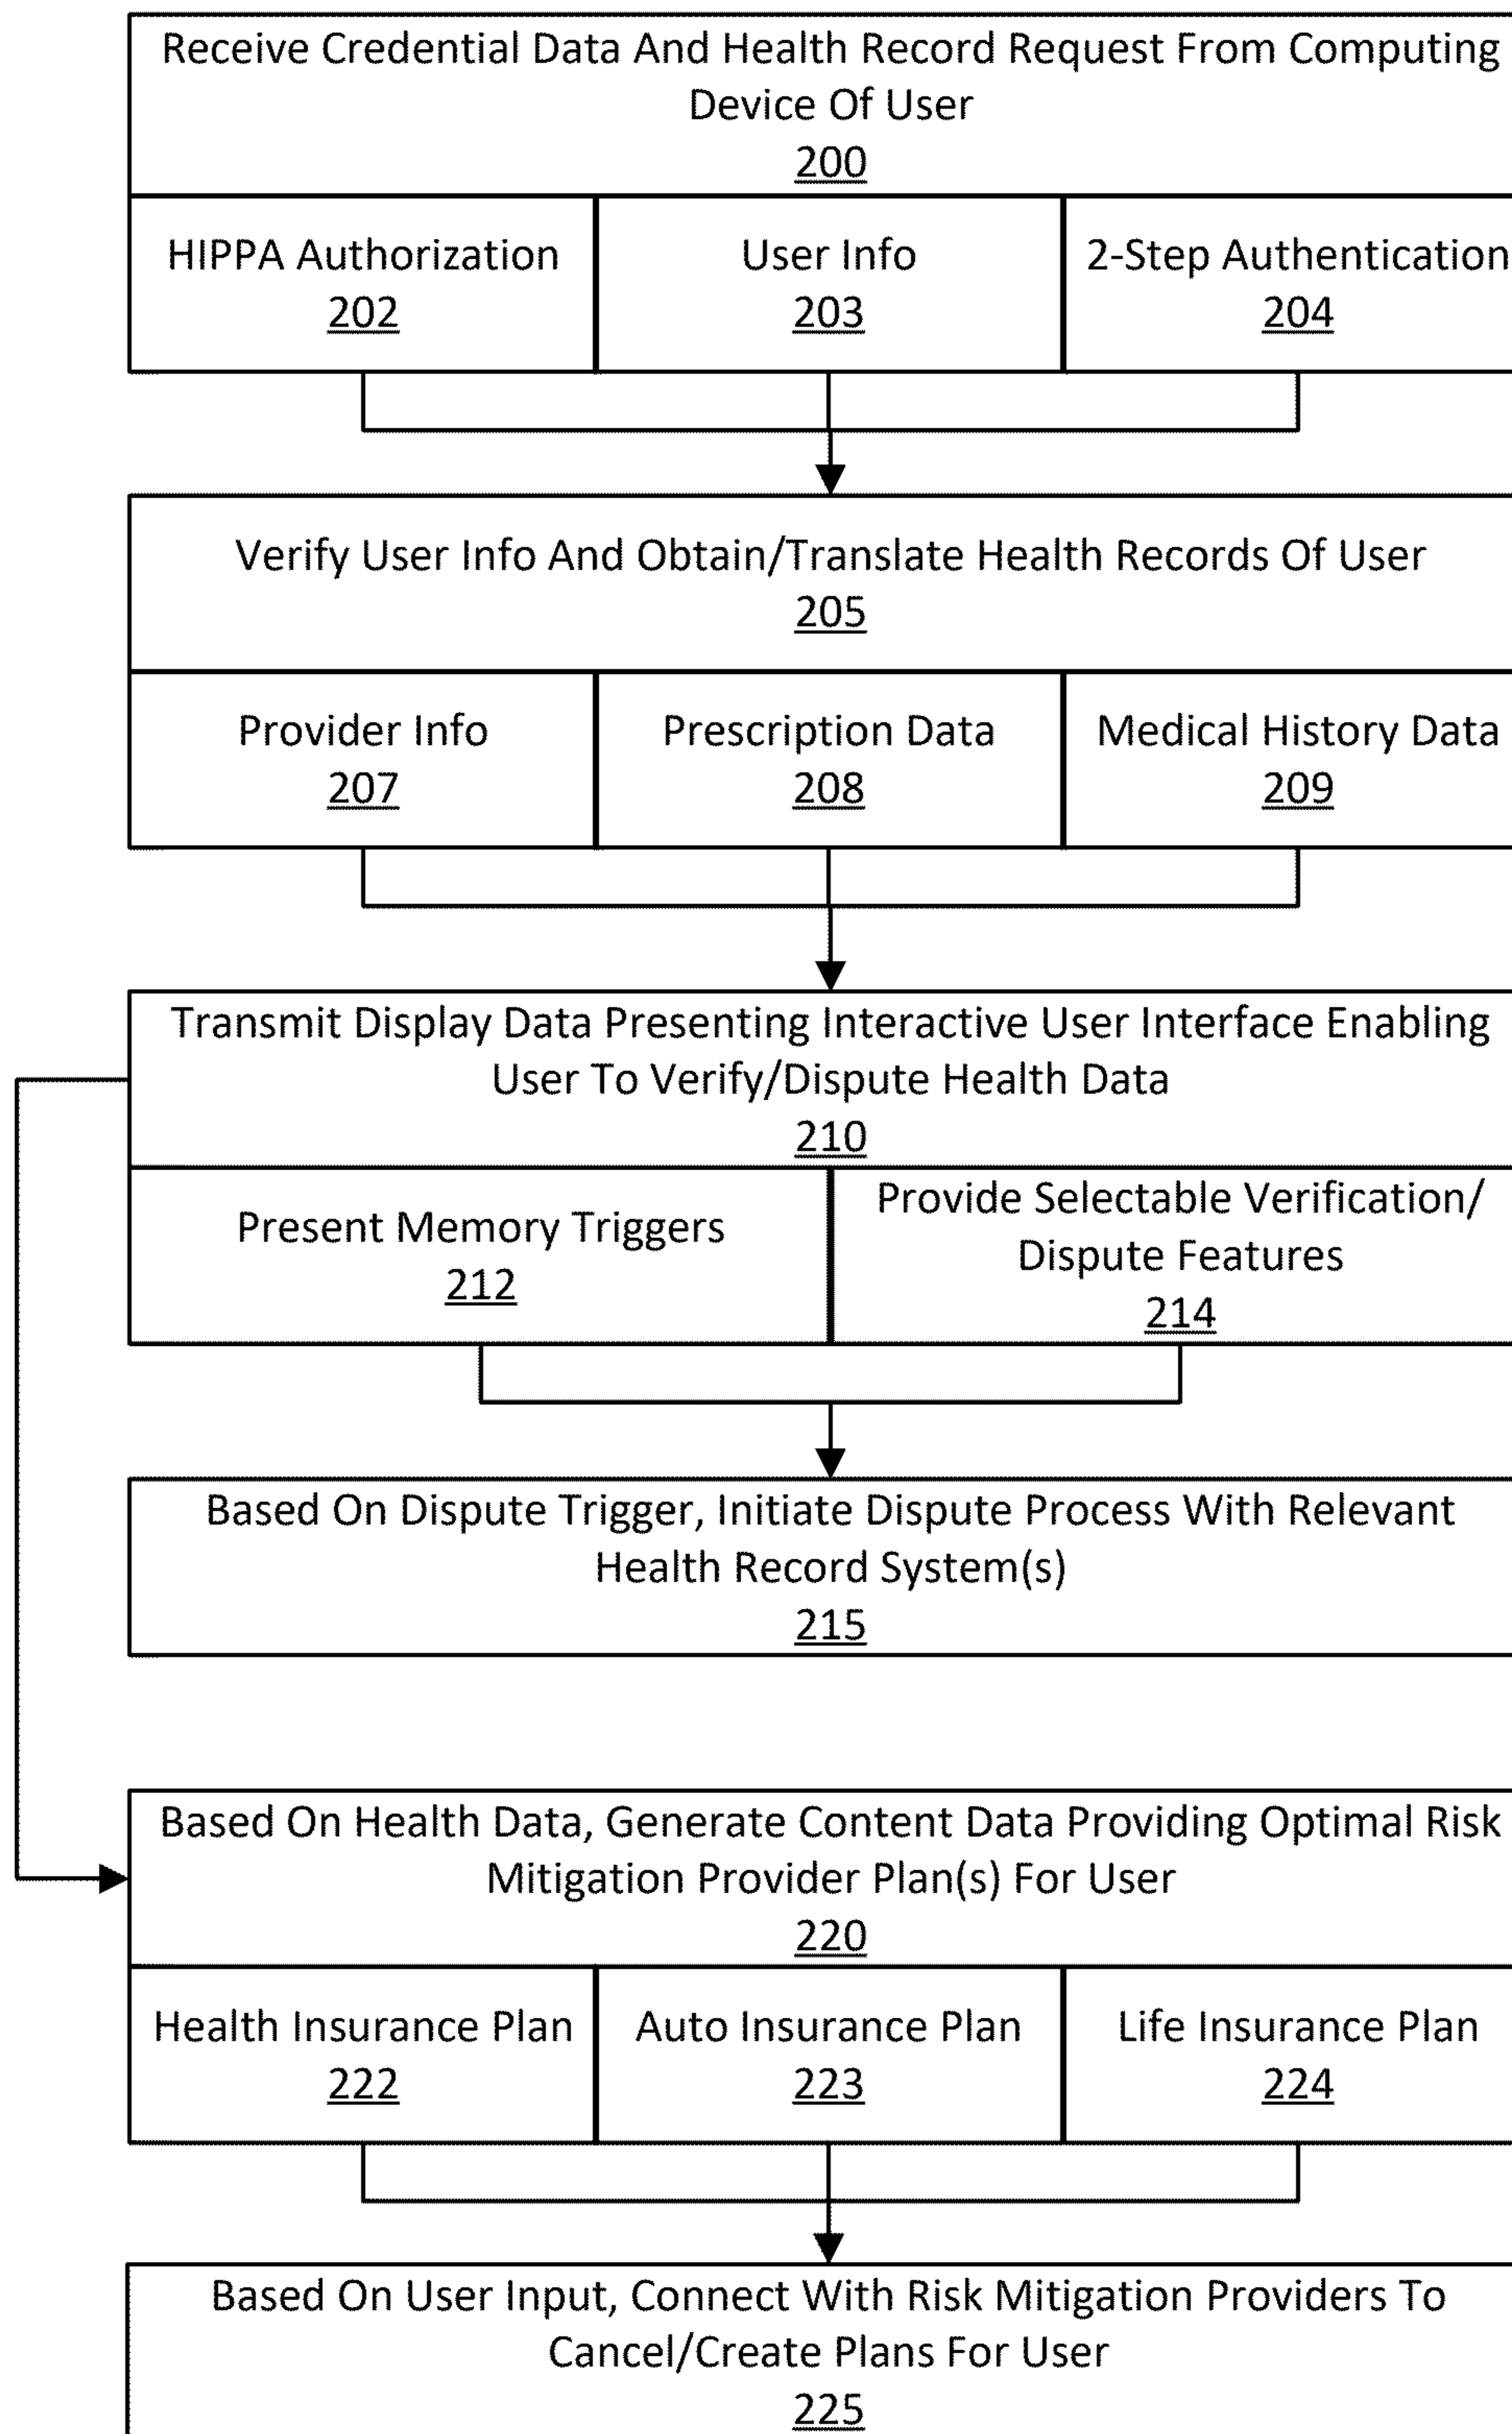 Receive Credential Data And Health Record Request From Computing
Device Of User
200
HIPPA Authorization
202
User Info
203
2-Step Authentication
204
Verify User Info And Obtain/Translate Health Records Of User
205
Provider Info
207
Prescription Data
208
Medical History Data
209
Transmit Display Data Presenting Interactive User Interface Enabling
User To Verify/Dispute Health Data
210
Present Memory Triggers
212
Provide Selectable Verification/
Dispute Features
214
Based On Dispute Trigger, Initiate Dispute Process With Relevant
Health Record System(s)
215
Based On Health Data, Generate Content Data Providing Optimal Risk
Mitigation Provider Plan(s) For User
220
Health Insurance Plan
222
Auto Insurance Plan
223
Life Insurance Plan
224
Based On User Input, Connect With Risk Mitigation Providers To
Cancel/Create Plans For User
225